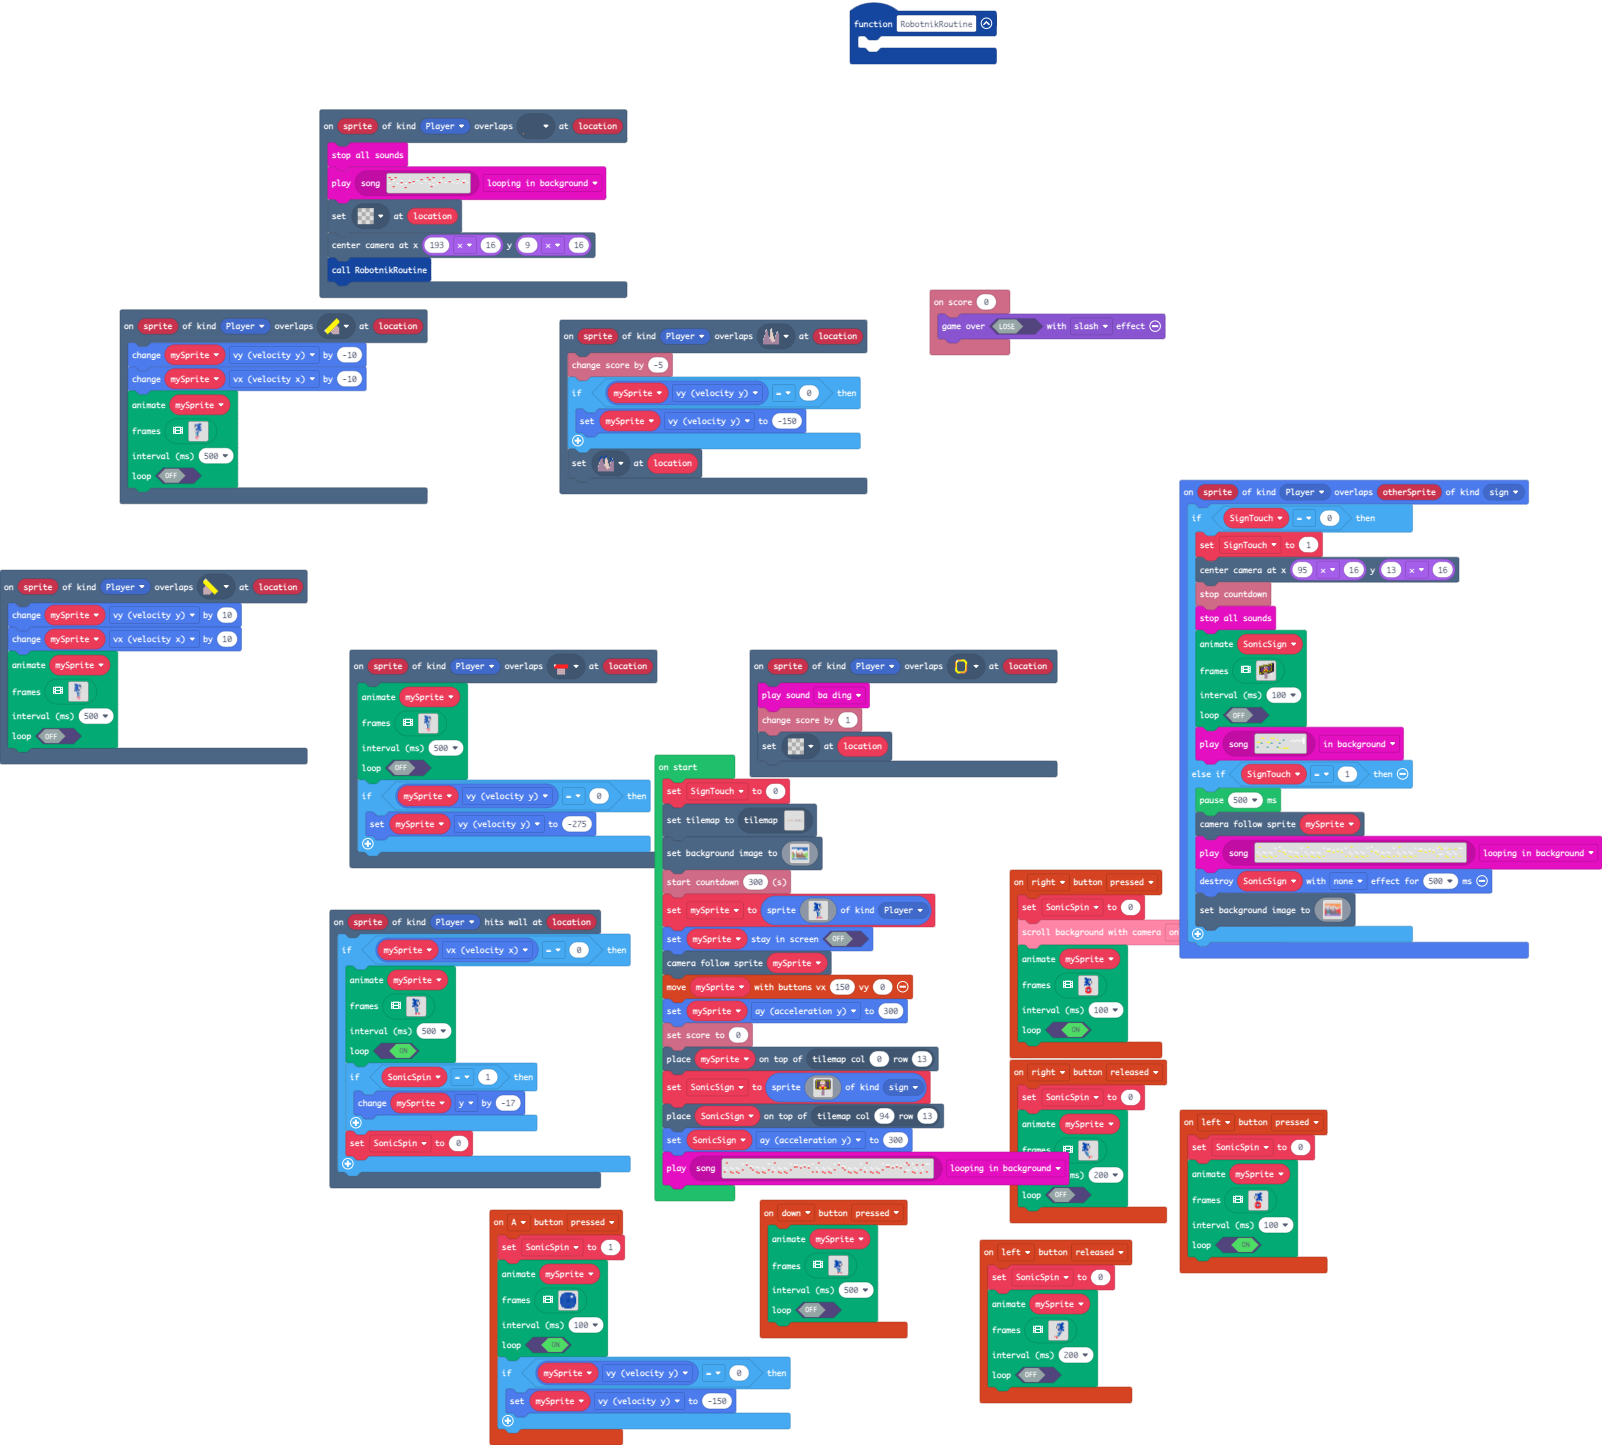 function RobotnikRoutine
on sprite of kind Player overlaps at location
stop all sounds
play song looping in background
set at location
center camera at x 193 × 16 y 9 × 16
call RobotnikRoutine
on score 0
game over LOSE with slash effect
on sprite of kind Player overlaps at location
change mySprite vy (velocity y) by -10
change mySprite vx (velocity x) by -10
animate mySprite
frames
interval (ms) 500
loop OFF
on sprite of kind Player overlaps at location
change score by -5
if mySprite vy (velocity y) = 0 then
set mySprite vy (velocity y) to -150
set at location
on sprite of kind Player overlaps otherSprite of kind sign
if SignTouch = 0 then
set SignTouch to 1
center camera at x 95 × 16 y 13 × 16
stop countdown
stop all sounds
animate SonicSign
frames
interval (ms) 100
loop OFF
play song in background
else if SignTouch = 1 then
pause 500 ms
camera follow sprite mySprite
play song looping in background
destroy SonicSign with none effect for 500 ms
set background image to
on sprite of kind Player overlaps at location
change mySprite vy (velocity y) by 10
change mySprite vx (velocity x) by 10
animate mySprite
frames
interval (ms) 500
loop OFF
on sprite of kind Player overlaps at location
animate mySprite
frames
interval (ms) 500
loop OFF
if mySprite vy (velocity y) = 0 then
set mySprite vy (velocity y) to -275
on sprite of kind Player overlaps at location
play sound ba ding
change score by 1
set at location
on start
set SignTouch to 0
set tilemap to tilemap
set background image to
start countdown 300 (s)
set mySprite to sprite of kind Player
set mySprite stay in screen OFF
camera follow sprite mySprite
move mySprite with buttons vx 150 vy 0
set mySprite ay (acceleration y) to 300
set score to 0
place mySprite on top of tilemap col 0 row 13
set SonicSign to sprite of kind sign
place SonicSign on top of tilemap col 94 row 13
set SonicSign ay (acceleration y) to 300
play song looping in background
on sprite of kind Player hits wall at location
if mySprite vx (velocity x) = 0 then
animate mySprite
frames
interval (ms) 500
loop ON
if SonicSpin = 1 then
change mySprite y by -17
set SonicSpin to 0
on right button pressed
set SonicSpin to 0
scroll background with camera on
animate mySprite
frames
interval (ms) 100
loop ON
on right button released
set SonicSpin to 0
animate mySprite
frames
ms) 200
loop OFF
on left button pressed
set SonicSpin to 0
animate mySprite
frames
interval (ms) 100
loop ON
on A button pressed
set SonicSpin to 1
animate mySprite
frames
interval (ms) 100
loop ON
if mySprite vy (velocity y) = 0 then
set mySprite vy (velocity y) to -150
on down button pressed
animate mySprite
frames
interval (ms) 500
loop OFF
on left button released
set SonicSpin to 0
animate mySprite
frames
interval (ms) 200
loop OFF